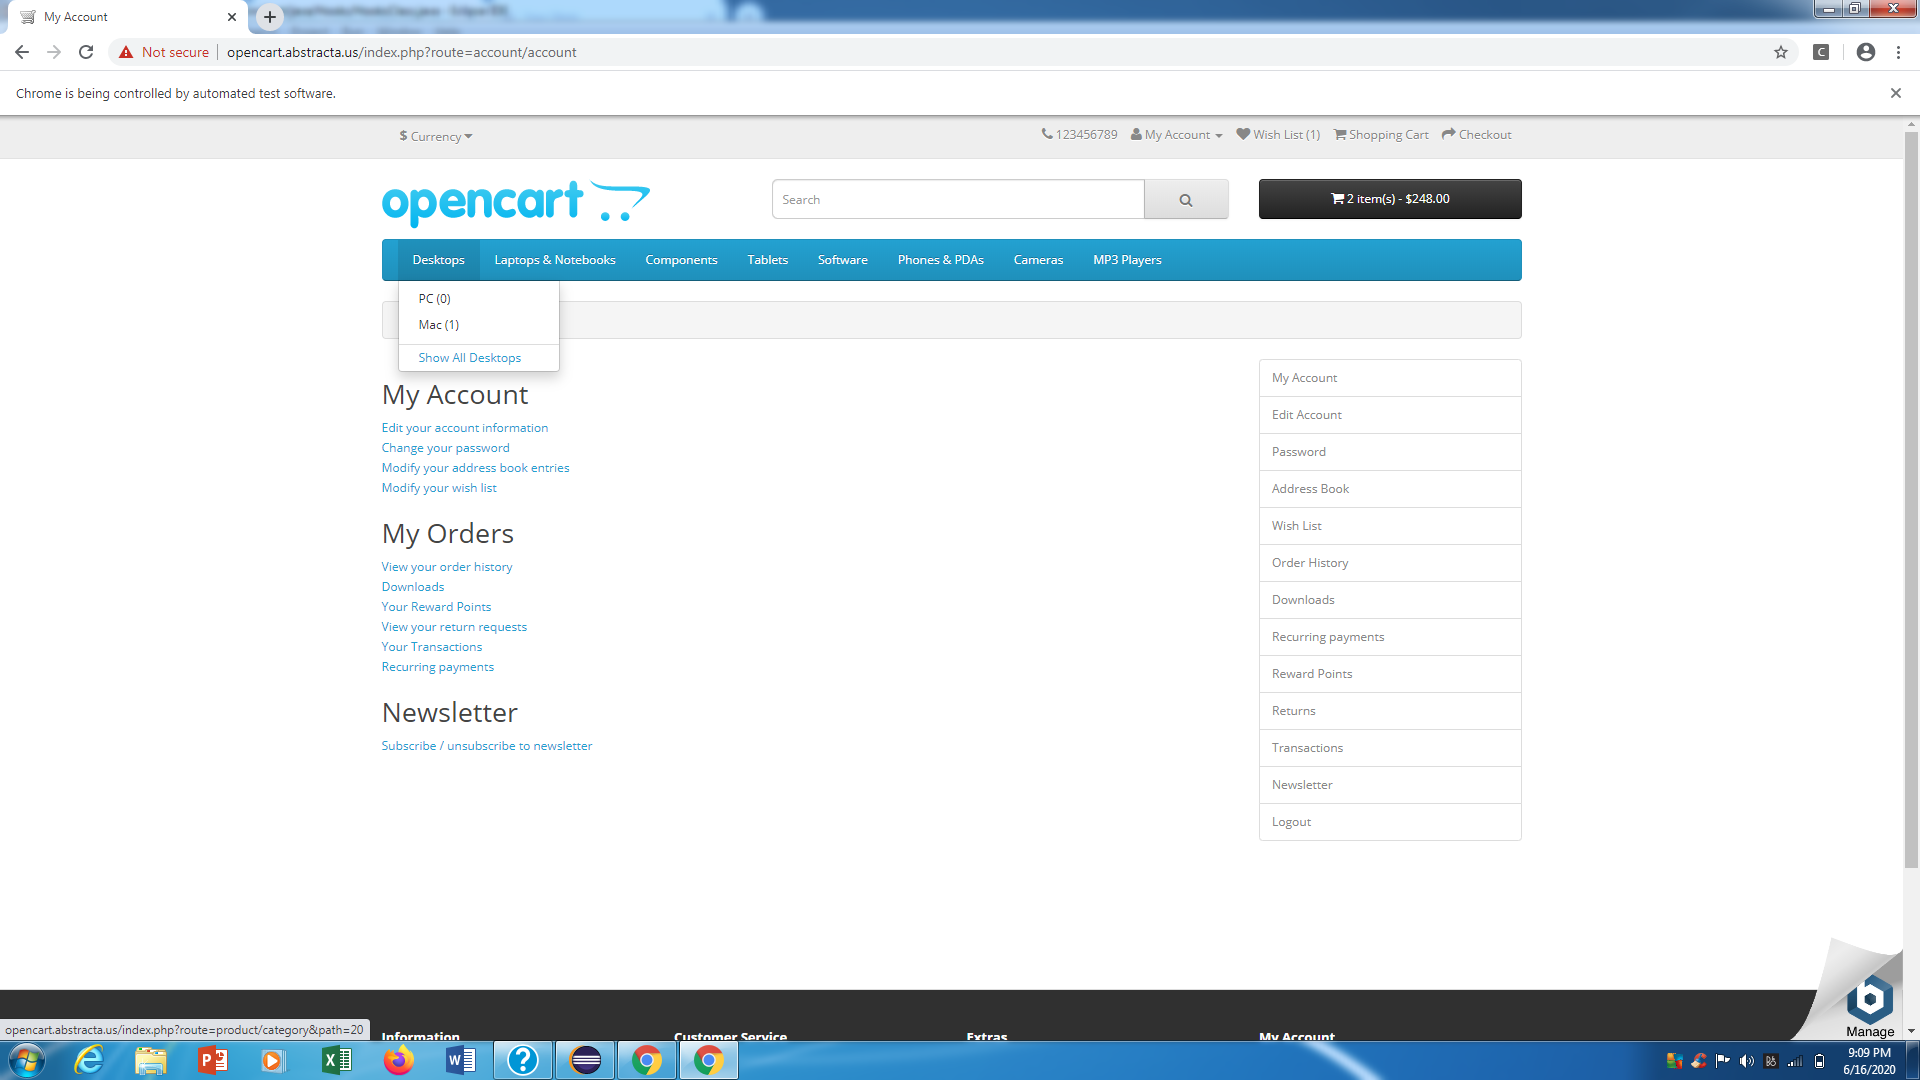 My Account
Not secure
opencart.abstracta.us/index.php?route=account/account
Chrome is being controlled by automated test software.
$ Currency
123456789 My Account Wish List (1) Shopping Cart Checkout
opencart
Search
2 item(s) - $248.00
Desktops Laptops & Notebooks Components Tablets Software Phones & PDAs Cameras MP3 Players
PC (0)
Mac (1)
Show All Desktops
My Account
Edit your account information
Change your password
Modify your address book entries
Modify your wish list
My Orders
View your order history
Downloads
Your Reward Points
View your return requests
Your Transactions
Recurring payments
Newsletter
Subscribe / unsubscribe to newsletter
My Account
Edit Account
Password
Address Book
Wish List
Order History
Downloads
Recurring payments
Reward Points
Returns
Transactions
Newsletter
Logout
Manage
opencart.abstracta.us/index.php?route=product/category&path=20
Information Customer Service Extras My Account
9:09 PM
6/16/2020